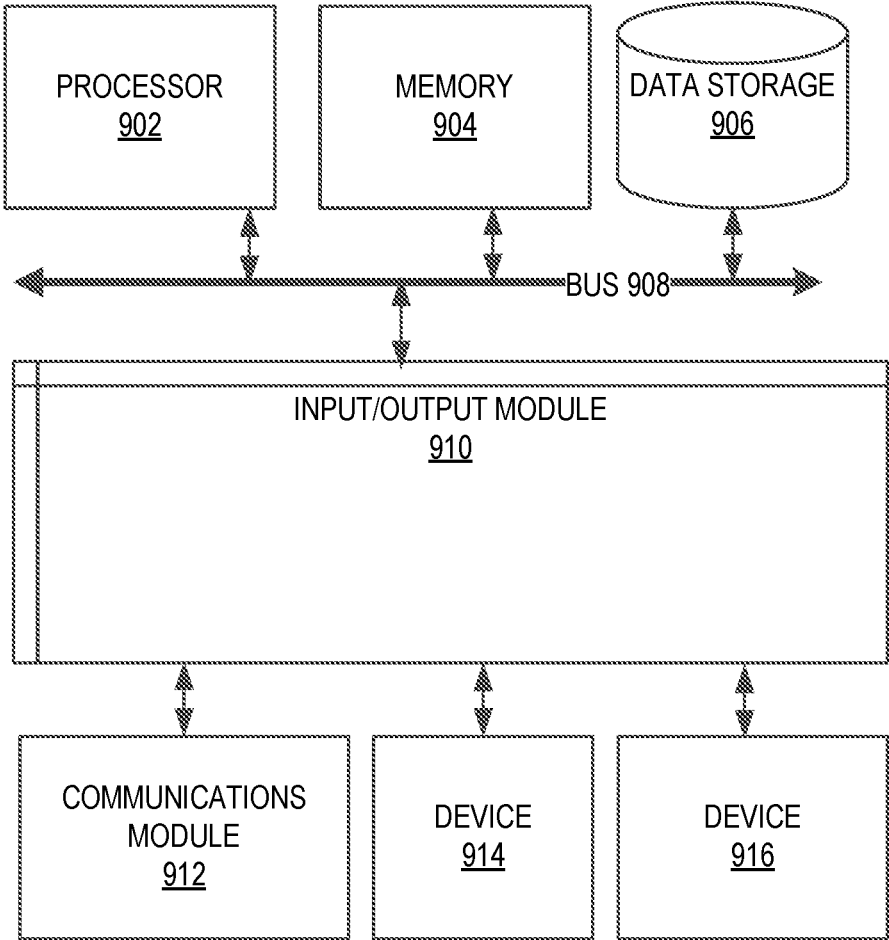 PROCESSOR
902
MEMORY
904
DATA STORAGE
906
BUS 908
INPUT/OUTPUT MODULE
910
COMMUNICATIONS
MODULE
912
DEVICE
914
DEVICE
916